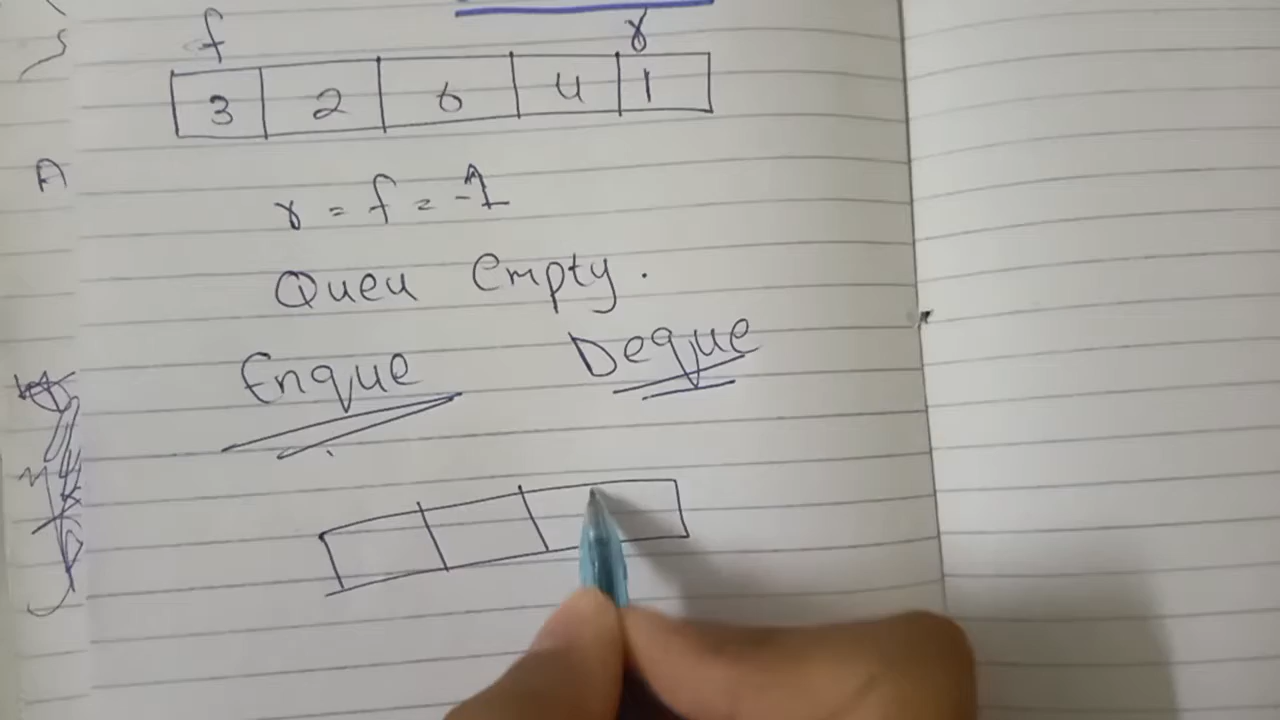 f r
3 2 6 4 1
A
r = f = -1
Queu Empty.
Enque Deque